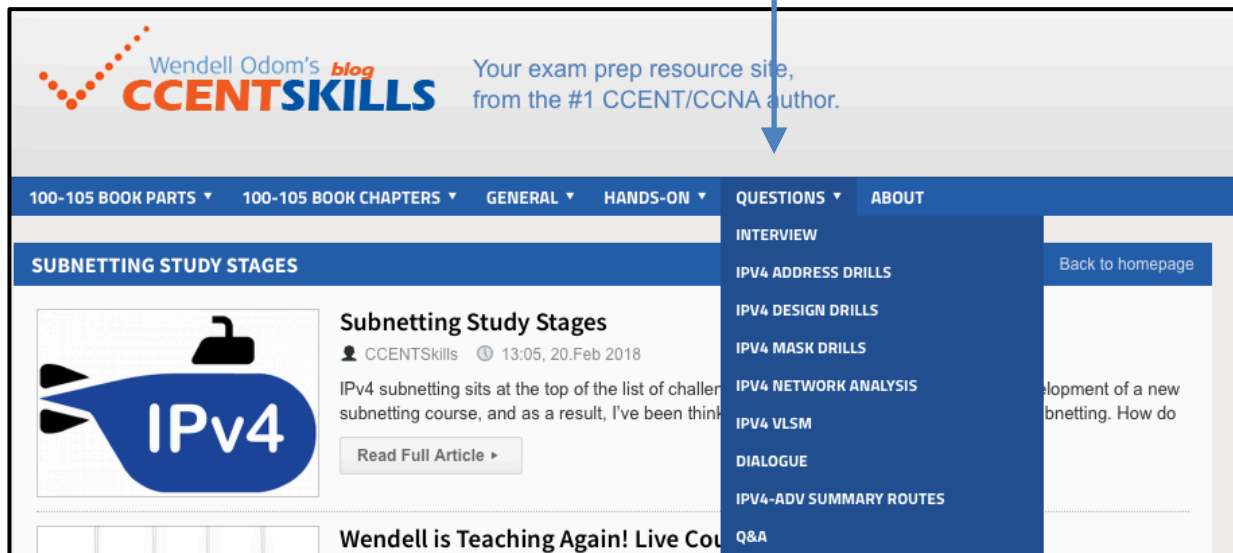 Wendell Odom's blog
CCENTSKILLS
Your exam prep resource site,
from the #1 CCENT/CCNA author.
100-105 BOOK PARTS ▼ 100-105 BOOK CHAPTERS ▼ GENERAL ▼ HANDS-ON ▼ QUESTIONS ▼ ABOUT
INTERVIEW
IPV4 ADDRESS DRILLS
IPV4 DESIGN DRILLS
IPV4 MASK DRILLS
IPV4 NETWORK ANALYSIS
IPV4 VLSM
DIALOGUE
IPV4-ADV SUMMARY ROUTES
Q&A
SUBNETTING STUDY STAGES Back to homepage
IPv4
Subnetting Study Stages
CCENTSkills 13:05, 20.Feb 2018
IPv4 subnetting sits at the top of the list of challen elopment of a new
subnetting course, and as a result, I've been think bnetting. How do
Read Full Article ▸
Wendell is Teaching Again! Live Cou